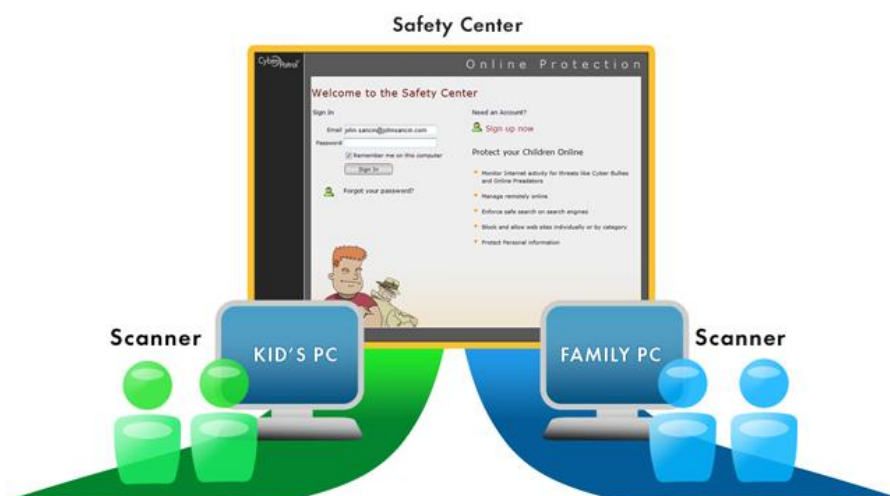 Safety Center
CyberPatrol
Online Protection
Welcome to the Safety Center
Sign In
Email john.sancin@johnsancin.com
Password
Remember me on this computer
Sign In
Forgot your password?
Need an Account?
Sign up now
Protect your Children Online
Monitor Internet activity for threats like Cyber Bullies
and Online Preadators
Manage remotely online
Enforce safe search on search engines
Block and allow web sites individually or by category
Protect Personal information
Scanner
KID'S PC
FAMILY PC
Scanner